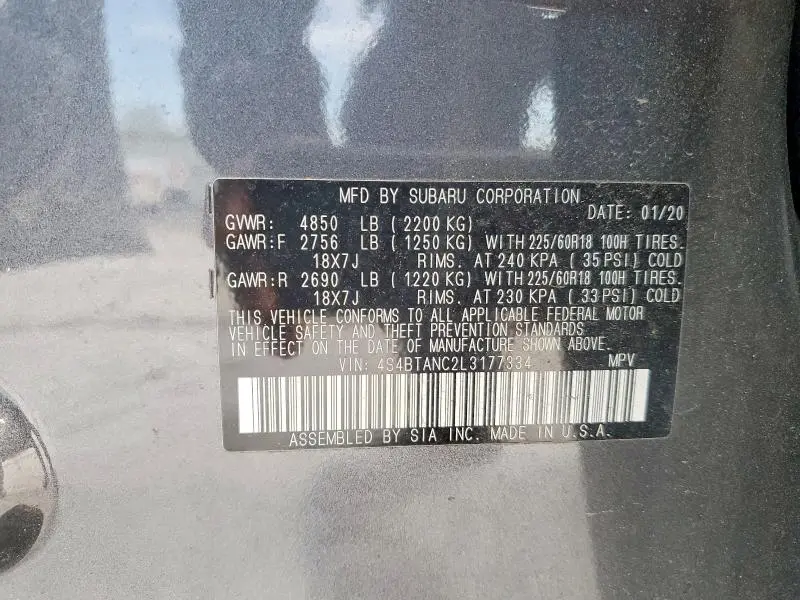 MFD BY SUBARU CORPORATION
DATE: 01/20
GVWR: 4850 LB ( 2200 KG)
GAWR:F 2756 LB ( 1250 KG) WITH 225/60R18 100H TIRES.
18X7J RIMS. AT 240 KPA ( 35 PSI) COLD
GAWR:R 2690 LB ( 1220 KG) WITH 225/60R18 100H TIRES.
18X7J RIMS. AT 230 KPA ( 33 PSI) COLD
THIS VEHICLE CONFORMS TO ALL APPLICABLE FEDERAL MOTOR
VEHICLE SAFETY AND THEFT PREVENTION STANDARDS
IN EFFECT ON THE DATE OF MANUFACTURE SHOWN ABOVE.
VIN: 4S4BTANC2L3177334 MPV
ASSEMBLED BY SIA INC. MADE IN U.S.A.